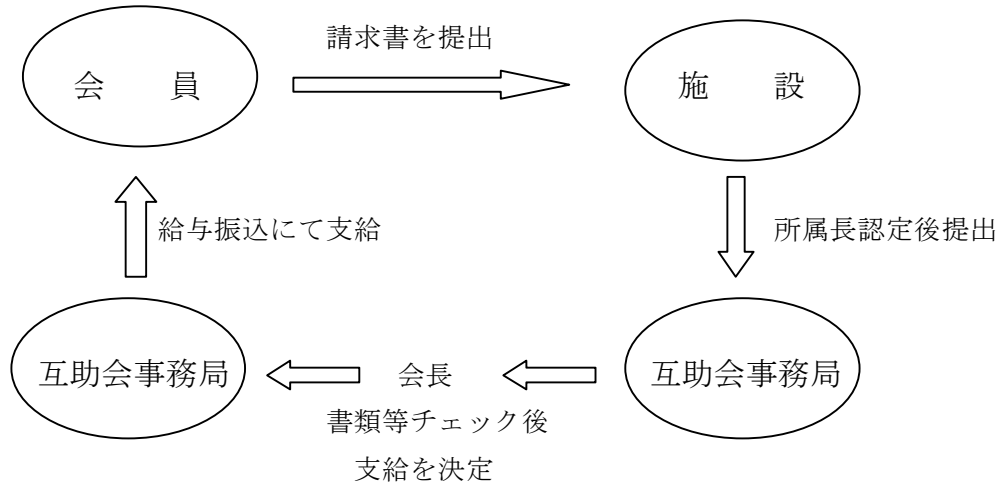 請求書を提出
会　　員
施　　設
給与振込にて支給
所属長認定後提出
互助会事務局
会長
互助会事務局
書類等チェック後
支給を決定